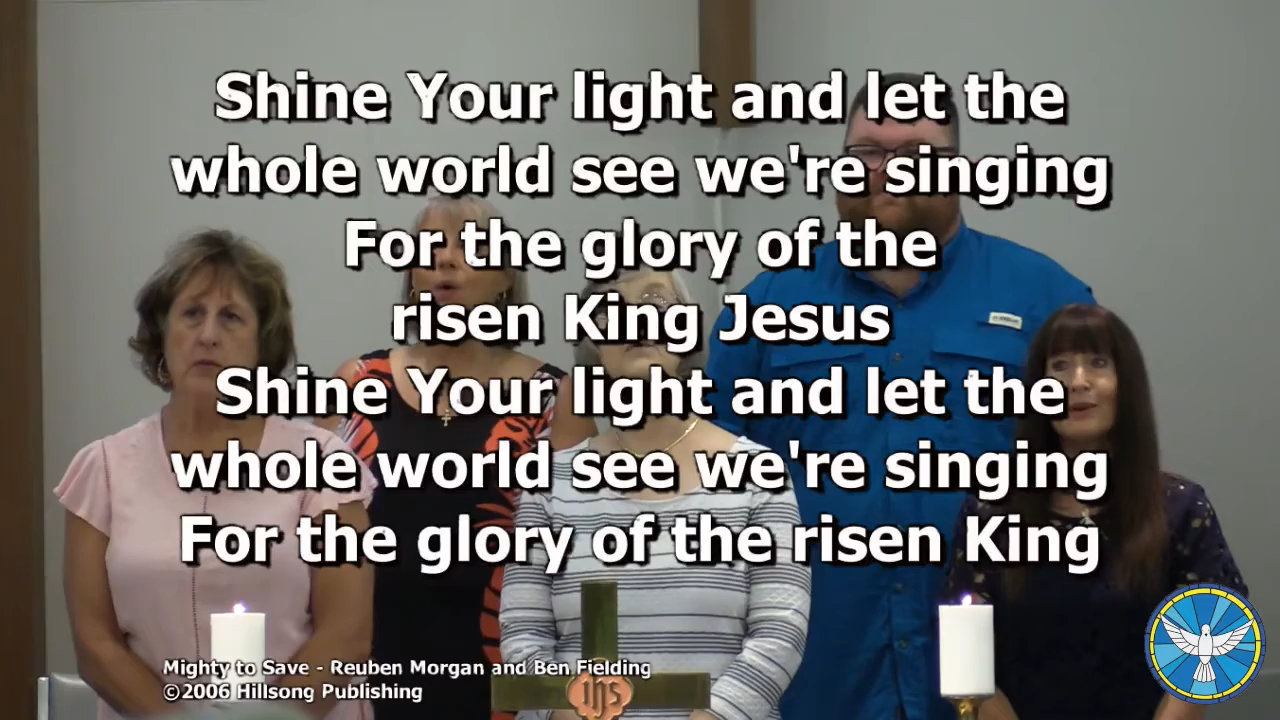 Shine Your light and let the
whole world see we're singing
For the glory of the
risen King Jesus
Shine Your light and let the
whole world see we're singing
For the glory of the risen King
Mighty to Save - Reuben Morgan and Ben Fielding
©2006 Hillsong Publishing
IHS